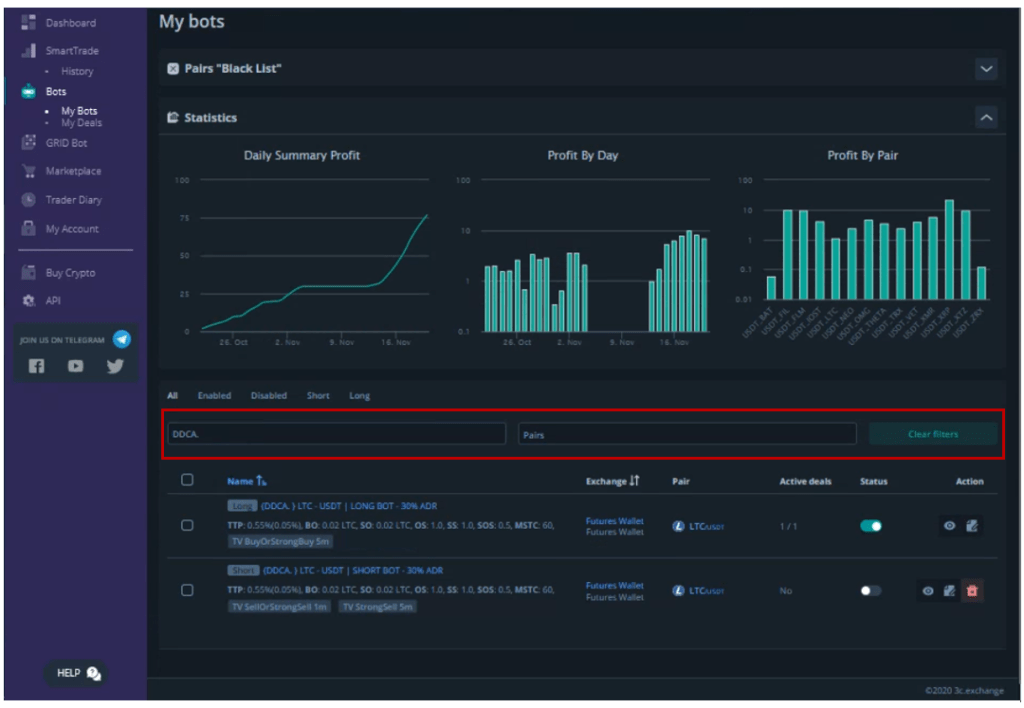 Dashboard
SmartTrade
History
Bots
My Bots
My Deals
GRID Bot
Marketplace
Trader Diary
My Account
Buy Crypto
API
JOIN US ON TELEGRAM
HELP
My bots
Pairs "Black List"
Statistics
Daily Summary Profit
100
75
50
25
0
26. Oct 2. Nov 9. Nov 16. Nov
Profit By Day
100
10
1
0.1
26. Oct 2. Nov 9. Nov 16. Nov
Profit By Pair
100
10
1
0.1
0.01
USDT_BAT USDT_FIL USDT_FLM USDT_IOST USDT_LTC USDT_NEO USDT_OMG USDT_THETA USDT_TRX USDT_VET USDT_XMR USDT_XRP USDT_XTZ USDT_ZRX
All Enabled Disabled Short Long
DDCA. Pairs Clear filters
Name Exchange Pair Active deals Status Action
Long (DDCA. ) LTC - USDT | LONG BOT - 30% ADR
TTP: 0.55%(0.05%), BO: 0.02 LTC, SO: 0.02 LTC, OS: 1.0, SS: 1.0, SOS: 0.5, MSTC: 60,
TV BuyOrStrongBuy 5m
Futures Wallet
Futures Wallet
LTC/USDT
1 / 1
Short (DDCA. ) LTC - USDT | SHORT BOT - 30% ADR
TTP: 0.55%(0.05%), BO: 0.02 LTC, SO: 0.02 LTC, OS: 1.0, SS: 1.0, SOS: 0.5, MSTC: 60,
TV SellOrStrongSell 1m TV StrongSell 5m
Futures Wallet
Futures Wallet
LTC/USDT
No
©2020 3c.exchange